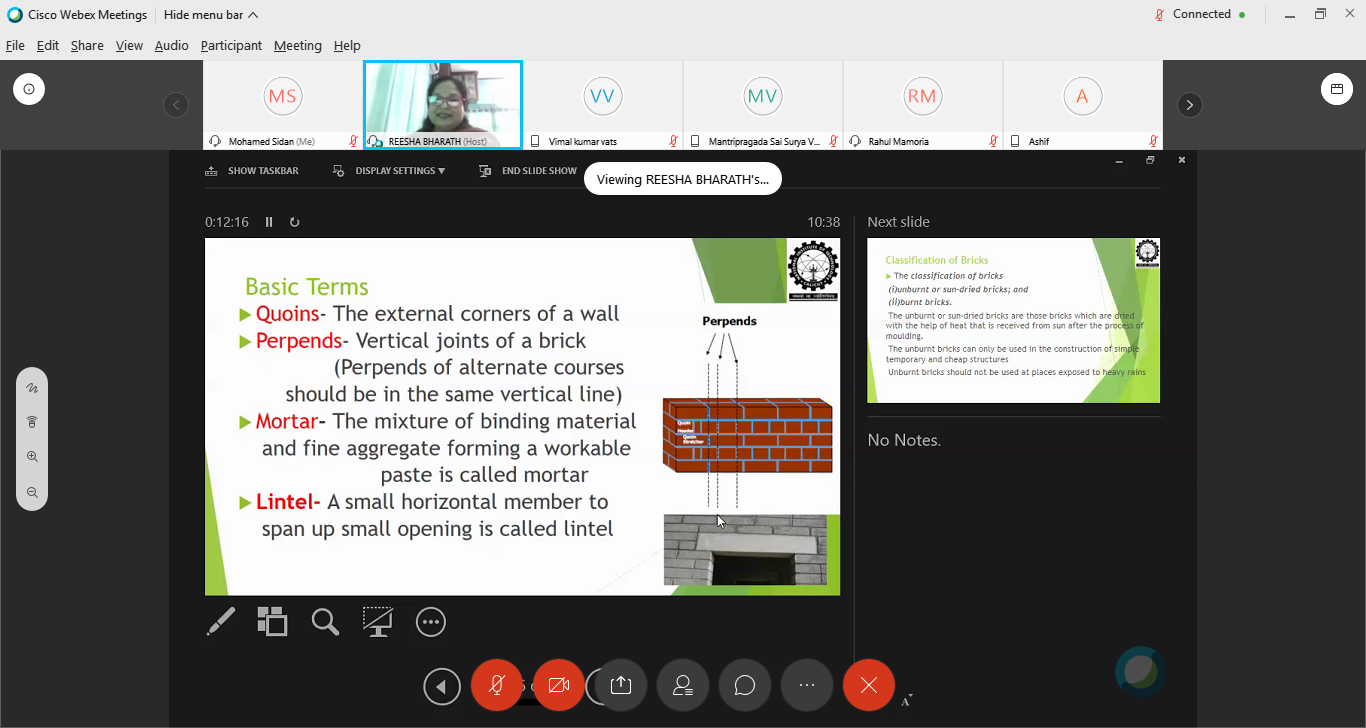 Cisco Webex Meetings
Hide menu bar
Connected
File Edit Share View Audio Participant Meeting Help
MS
VV
MV
RM
A
Mohamed Sidan (Me)
REESHA BHARATH (Host)
Vimal kumar vats
Mantripragada Sai Surya V...
Rahul Mamoria
Ashif
SHOW TASKBAR
DISPLAY SETTINGS
END SLIDE SHOW
Viewing REESHA BHARATH's...
0:12:16
10:38
Next slide
Basic Terms
Quoins- The external corners of a wall
Perpends- Vertical joints of a brick
(Perpends of alternate courses
should be in the same vertical line)
Mortar- The mixture of binding material
and fine aggregate forming a workable
paste is called mortar
Lintel- A small horizontal member to
span up small opening is called lintel
Perpends
Quoin
Header
Quoin
Stretcher
CALICUT
Classification of Bricks
The classification of bricks
(i)unburnt or sun-dried bricks; and
(ii)burnt bricks.
The unburnt or sun-dried bricks are those bricks which are dried
with the help of heat that is received from sun after the process of
moulding.
The unburnt bricks can only be used in the construction of simple
temporary and cheap structures
Unburnt bricks should not be used at places exposed to heavy rains
No Notes.
A